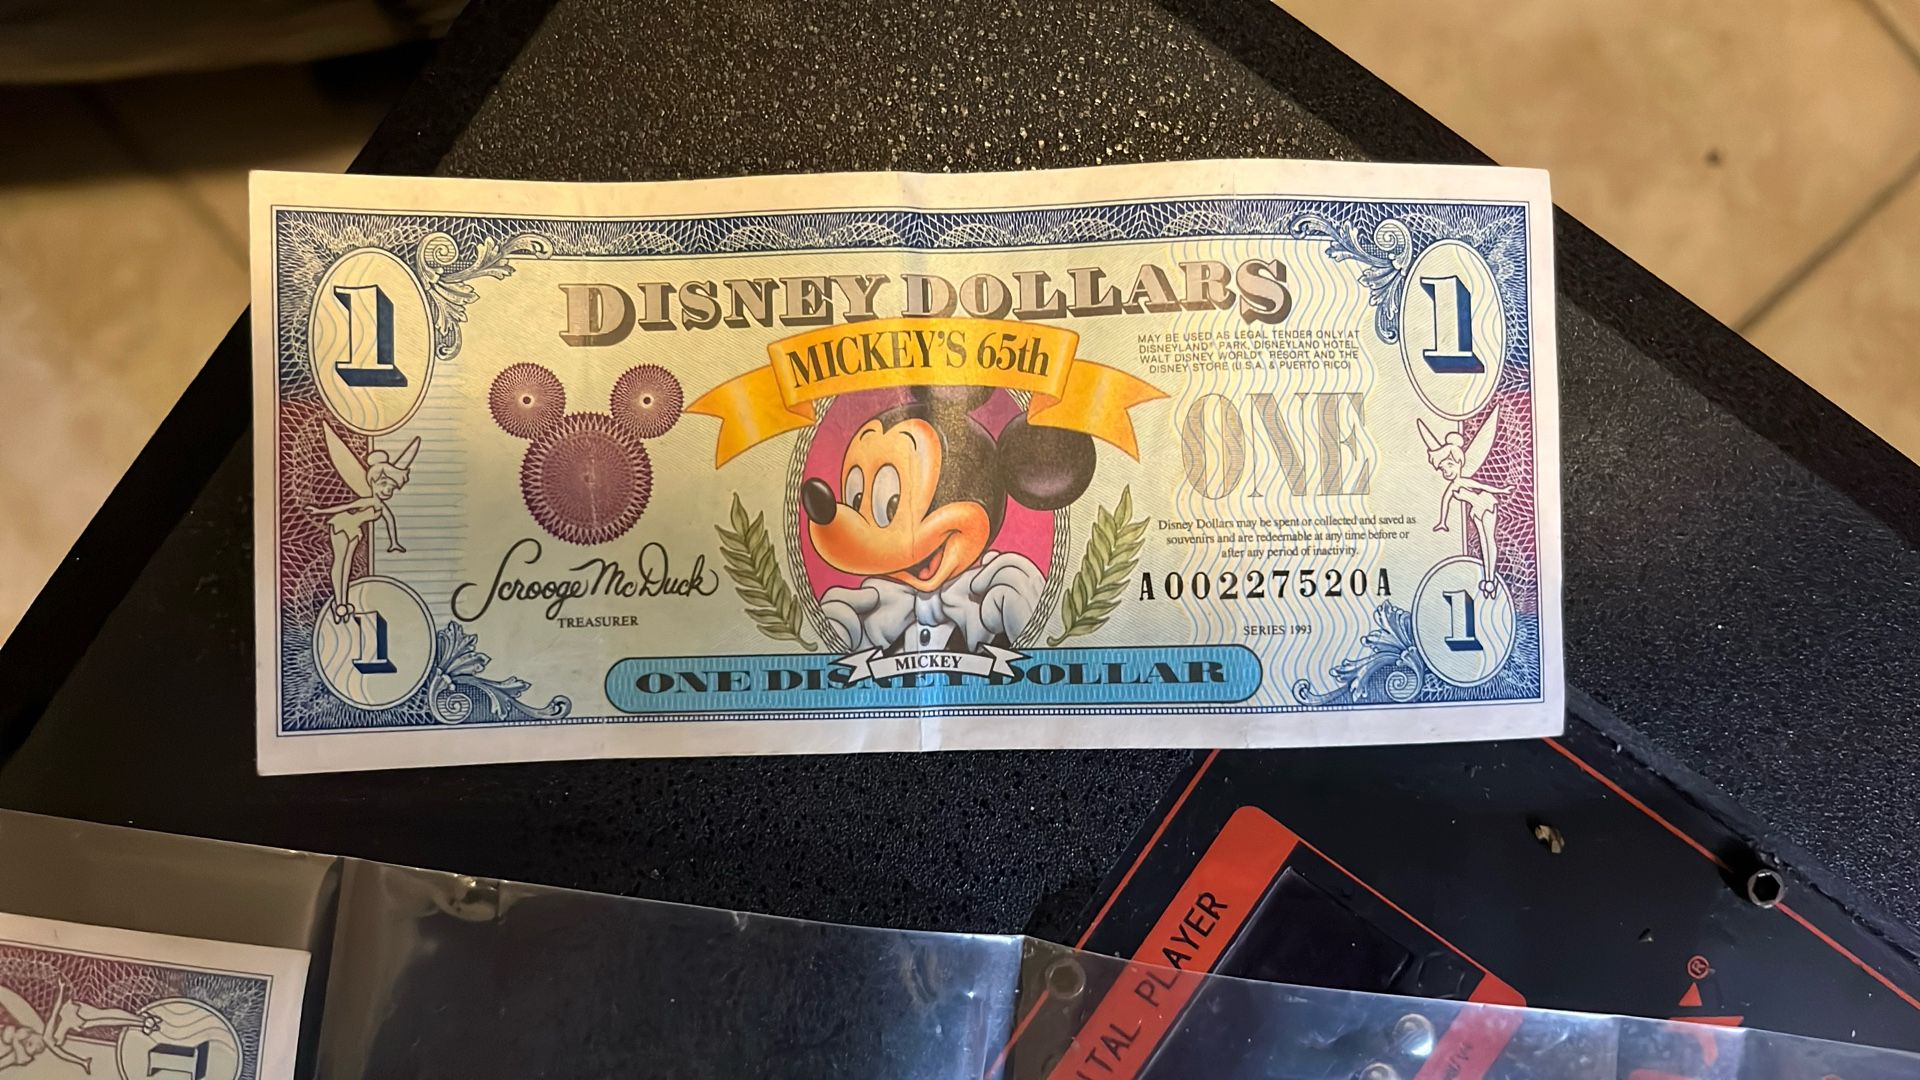 1
DISNEY DOLLARS
1
MICKEY'S 65th
MAY BE USED AS LEGAL TENDER ONLY AT
DISNEYLAND® PARK, DISNEYLAND HOTEL,
WALT DISNEY WORLD® RESORT AND THE
DISNEY STORE (U.S.A. & PUERTO RICO)
ONE
Disney Dollars may be spent or collected and saved as
souvenirs and are redeemable at any time before or
after any period of inactivity.
Scrooge McDuck
TREASURER
A00227520A
SERIES 1993
1
MICKEY
1
ONE DISNEY DOLLAR
ITAL PLAYER
®
1